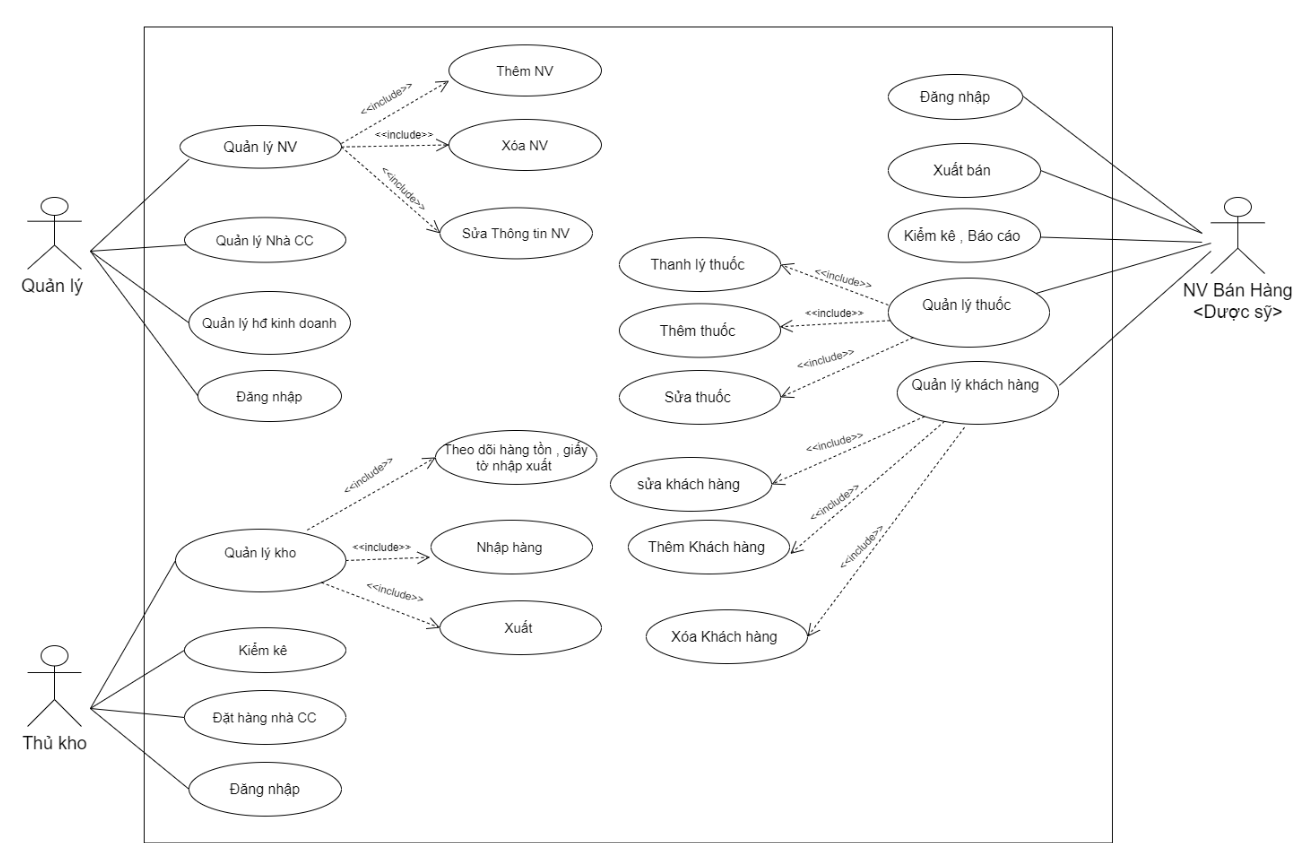 Thêm NV
<<include>>
Quản lý NV
<<include>>
Xóa NV
<<include>>
Sửa Thông tin NV
Quản lý Nhà CC
Quản lý
Quản lý hđ kinh doanh
Đăng nhập
Đăng nhập
Xuất bán
Kiểm kê , Báo cáo
NV Bán Hàng
<Dược sỹ>
Thanh lý thuốc
<<include>>
Quản lý thuốc
Thêm thuốc
<<include>>
<<include>>
Sửa thuốc
Quản lý khách hàng
<<include>>
sửa khách hàng
<<include>>
Thêm Khách hàng
<<include>>
Xóa Khách hàng
Theo dõi hàng tồn , giấy
tờ nhập xuất
<<include>>
Quản lý kho
<<include>>
Nhập hàng
<<include>>
Xuất
Kiểm kê
Đặt hàng nhà CC
Thủ kho
Đăng nhập